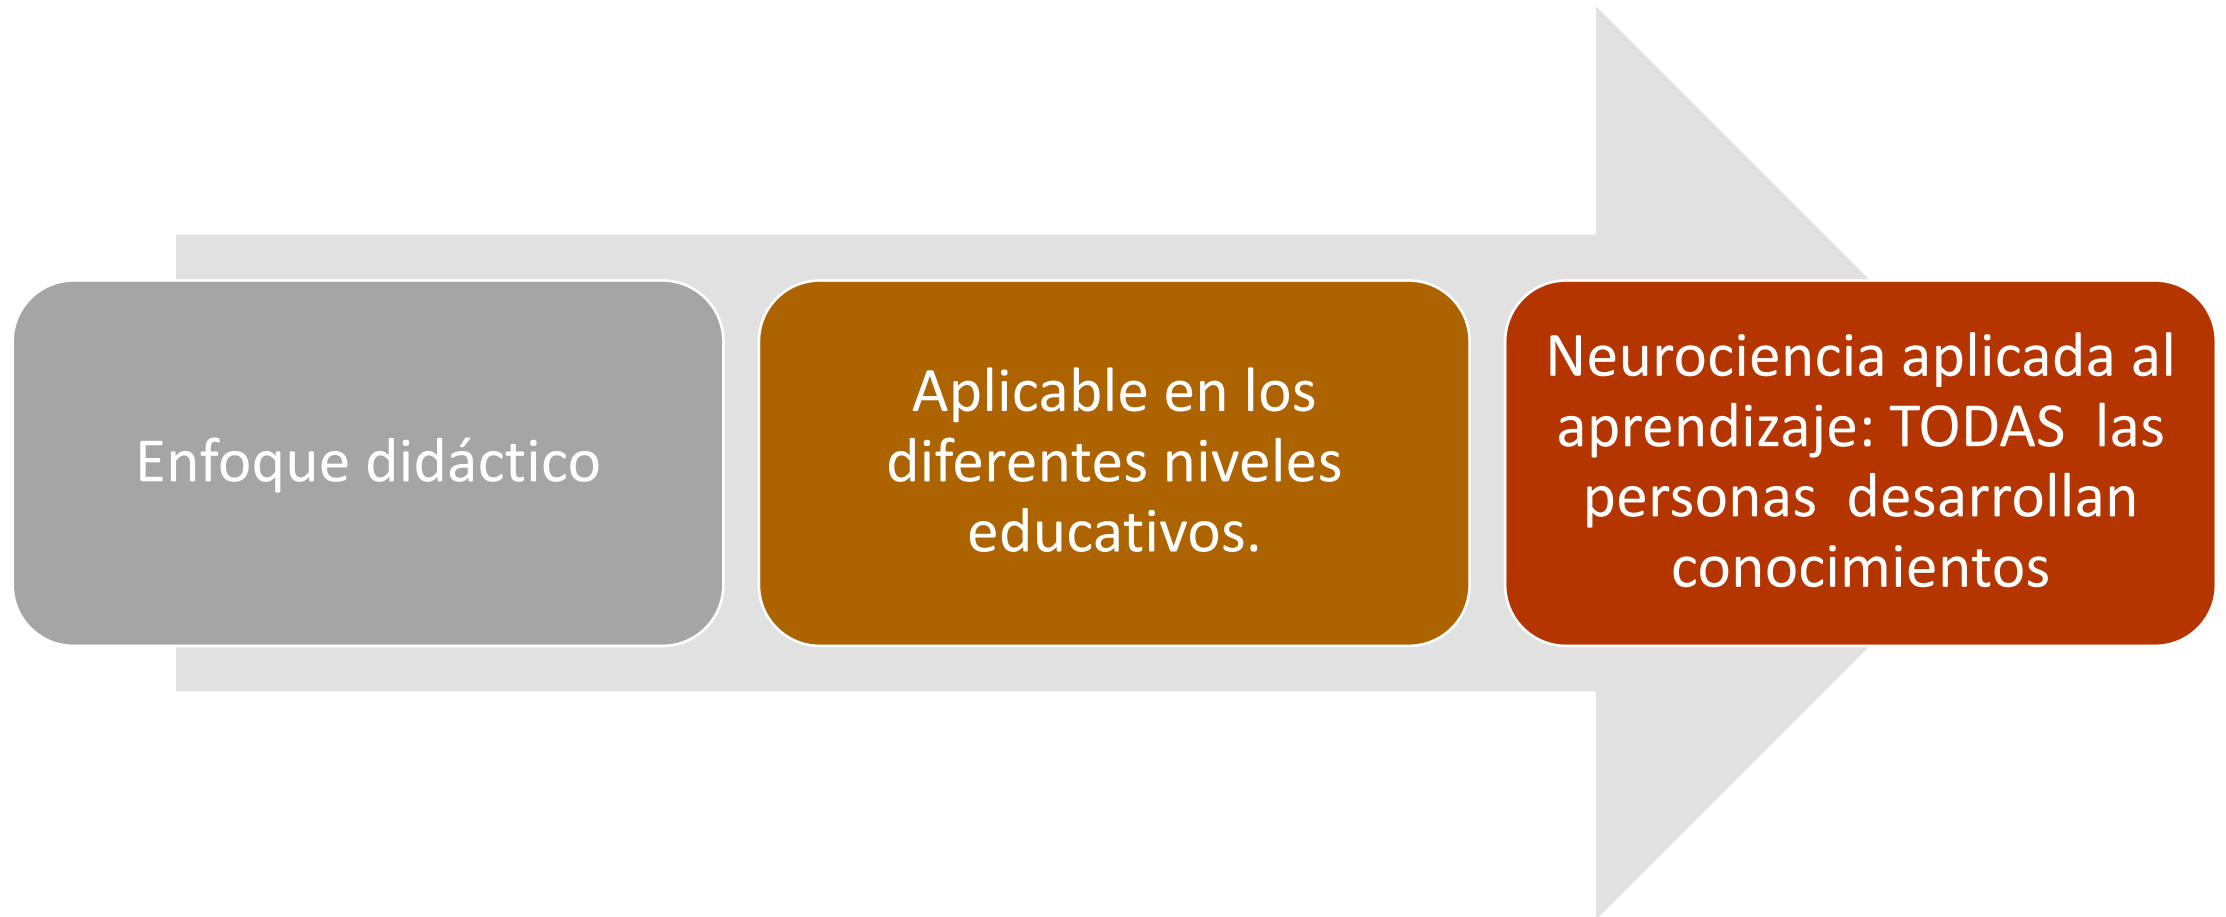 Enfoque didáctico
Aplicable en los
diferentes niveles
educativos.
Neurociencia aplicada al
aprendizaje: TODAS  las
personas  desarrollan
conocimientos